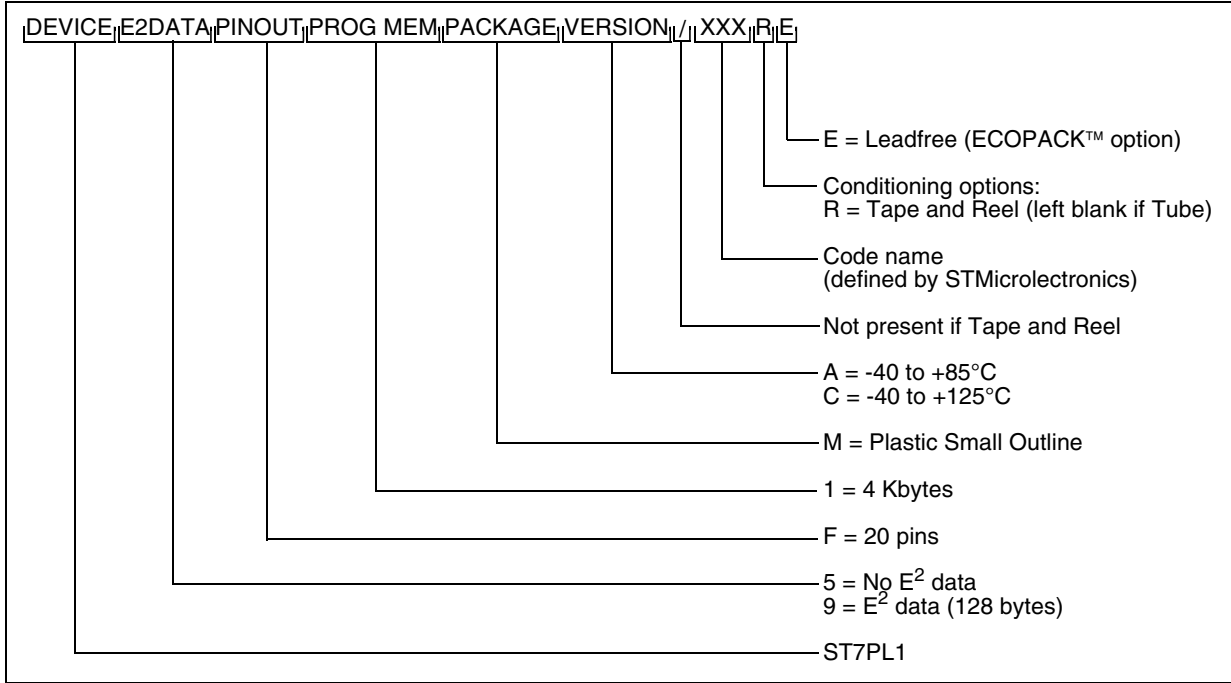 DEVICE E2DATA PINOUT PROG MEM PACKAGE VERSION / XXX R E
E = Leadfree (ECOPACK™ option)
Conditioning options:
R = Tape and Reel (left blank if Tube)
Code name
(defined by STMicrolectronics)
Not present if Tape and Reel
A = -40 to +85°C
C = -40 to +125°C
M = Plastic Small Outline
1 = 4 Kbytes
F = 20 pins
5 = No E² data
9 = E² data (128 bytes)
ST7PL1